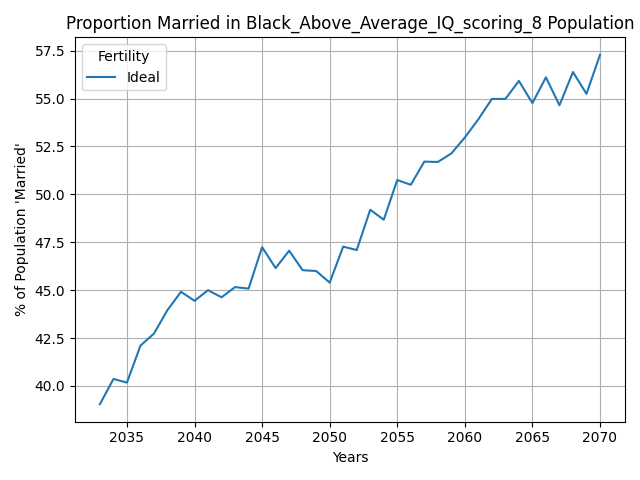 Proportion Married in Black_Above_Average_IQ_scoring_8 Population
57.5
55.0
52.5
50.0
47.5
45.0
42.5
40.0
% of Population 'Married'
Fertility
Ideal
2035 2040 2045 2050 2055 2060 2065 2070
Years